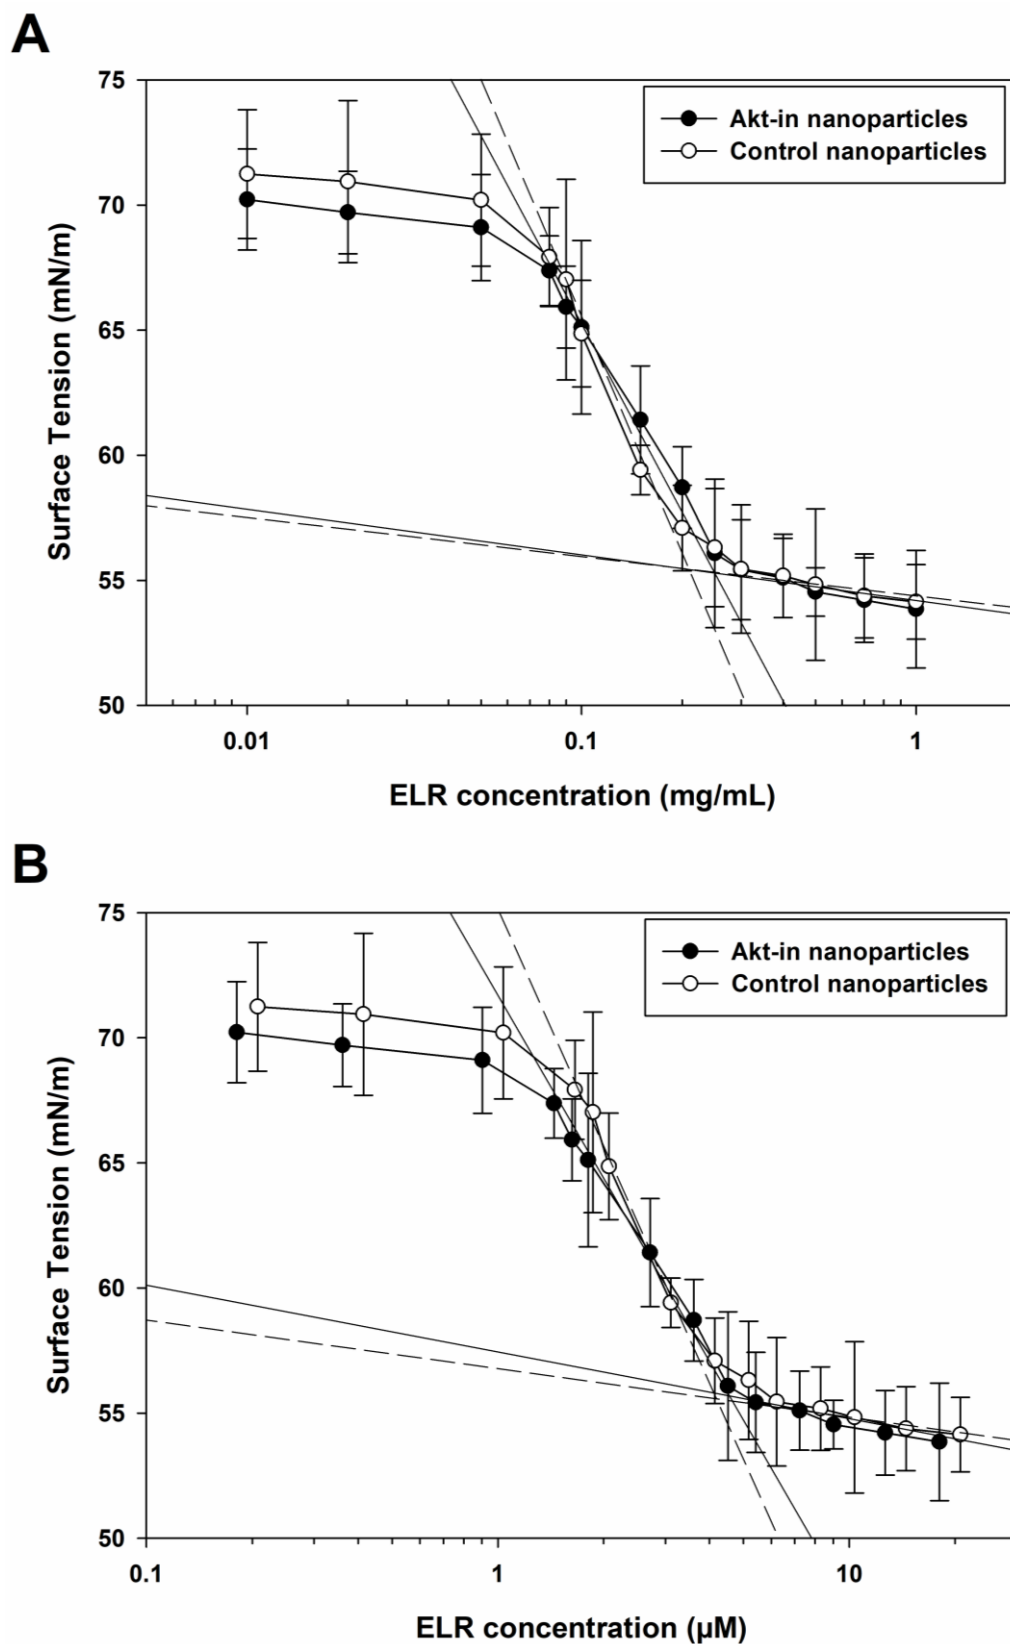 A
75
70
65
60
55
50
Surface Tension (mN/m)
Akt-in nanoparticles
Control nanoparticles
0.01
0.1
1
ELR concentration (mg/mL)
B
75
70
65
60
55
50
Surface Tension (mN/m)
Akt-in nanoparticles
Control nanoparticles
0.1
1
10
ELR concentration (µM)